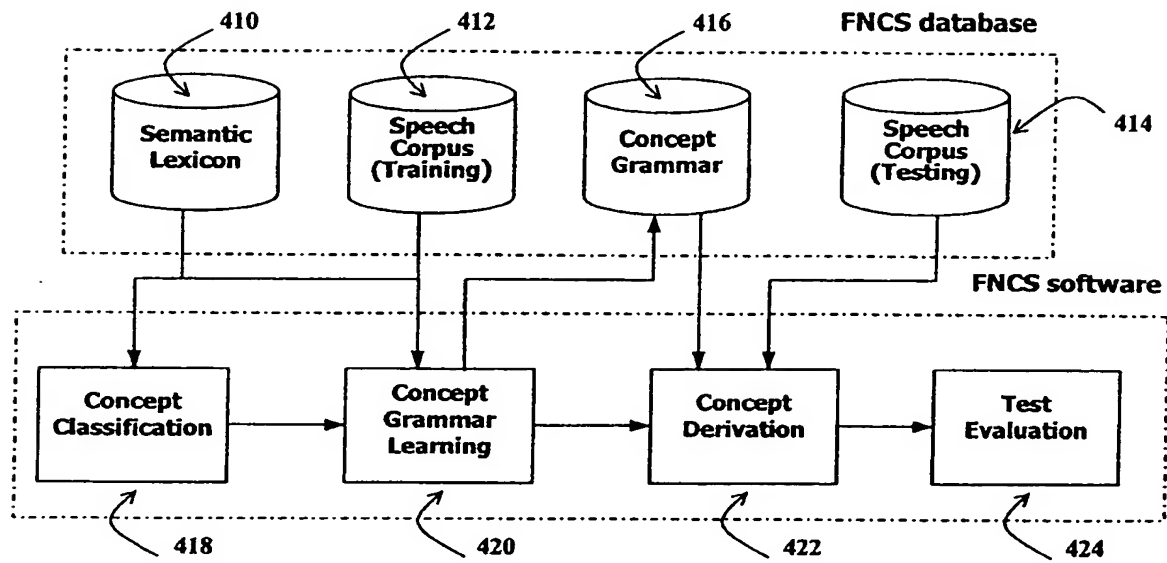 410
412
416
FNCS database
Semantic
Lexicon
Speech
Corpus
(Training)
Concept
Grammar
Speech
Corpus
(Testing)
414
FNCS software
Concept
Classification
Concept
Grammar
Learning
Concept
Derivation
Test
Evaluation
418
420
422
424